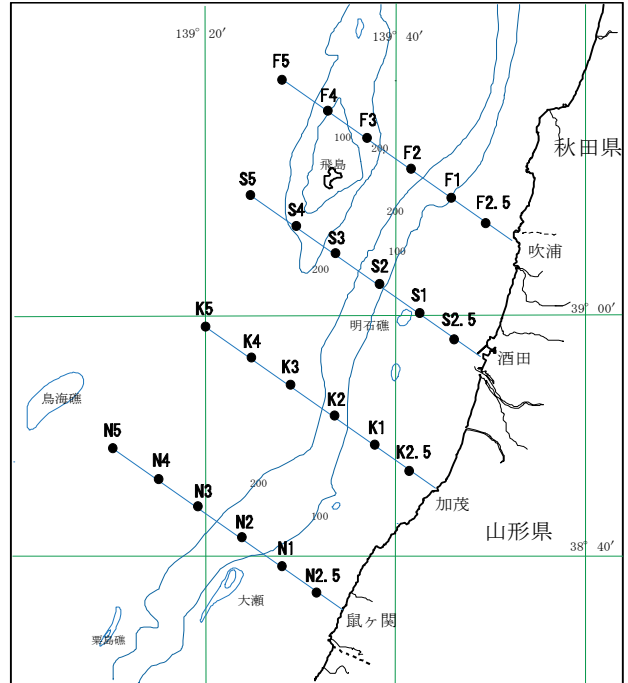 139° 20′
139° 40′
F5
F4
F3
100
200
飛島
F2
F1
F2.5
秋田県
吹浦
S5
S4
S3
200
200
100
S2
S1
S2.5
39° 00′
明石礁
酒田
K5
K4
K3
K2
K1
K2.5
加茂
鳥海礁
N5
N4
N3
N2
N1
N2.5
200
100
山形県
38° 40′
大瀬
粟島礁
鼠ヶ関